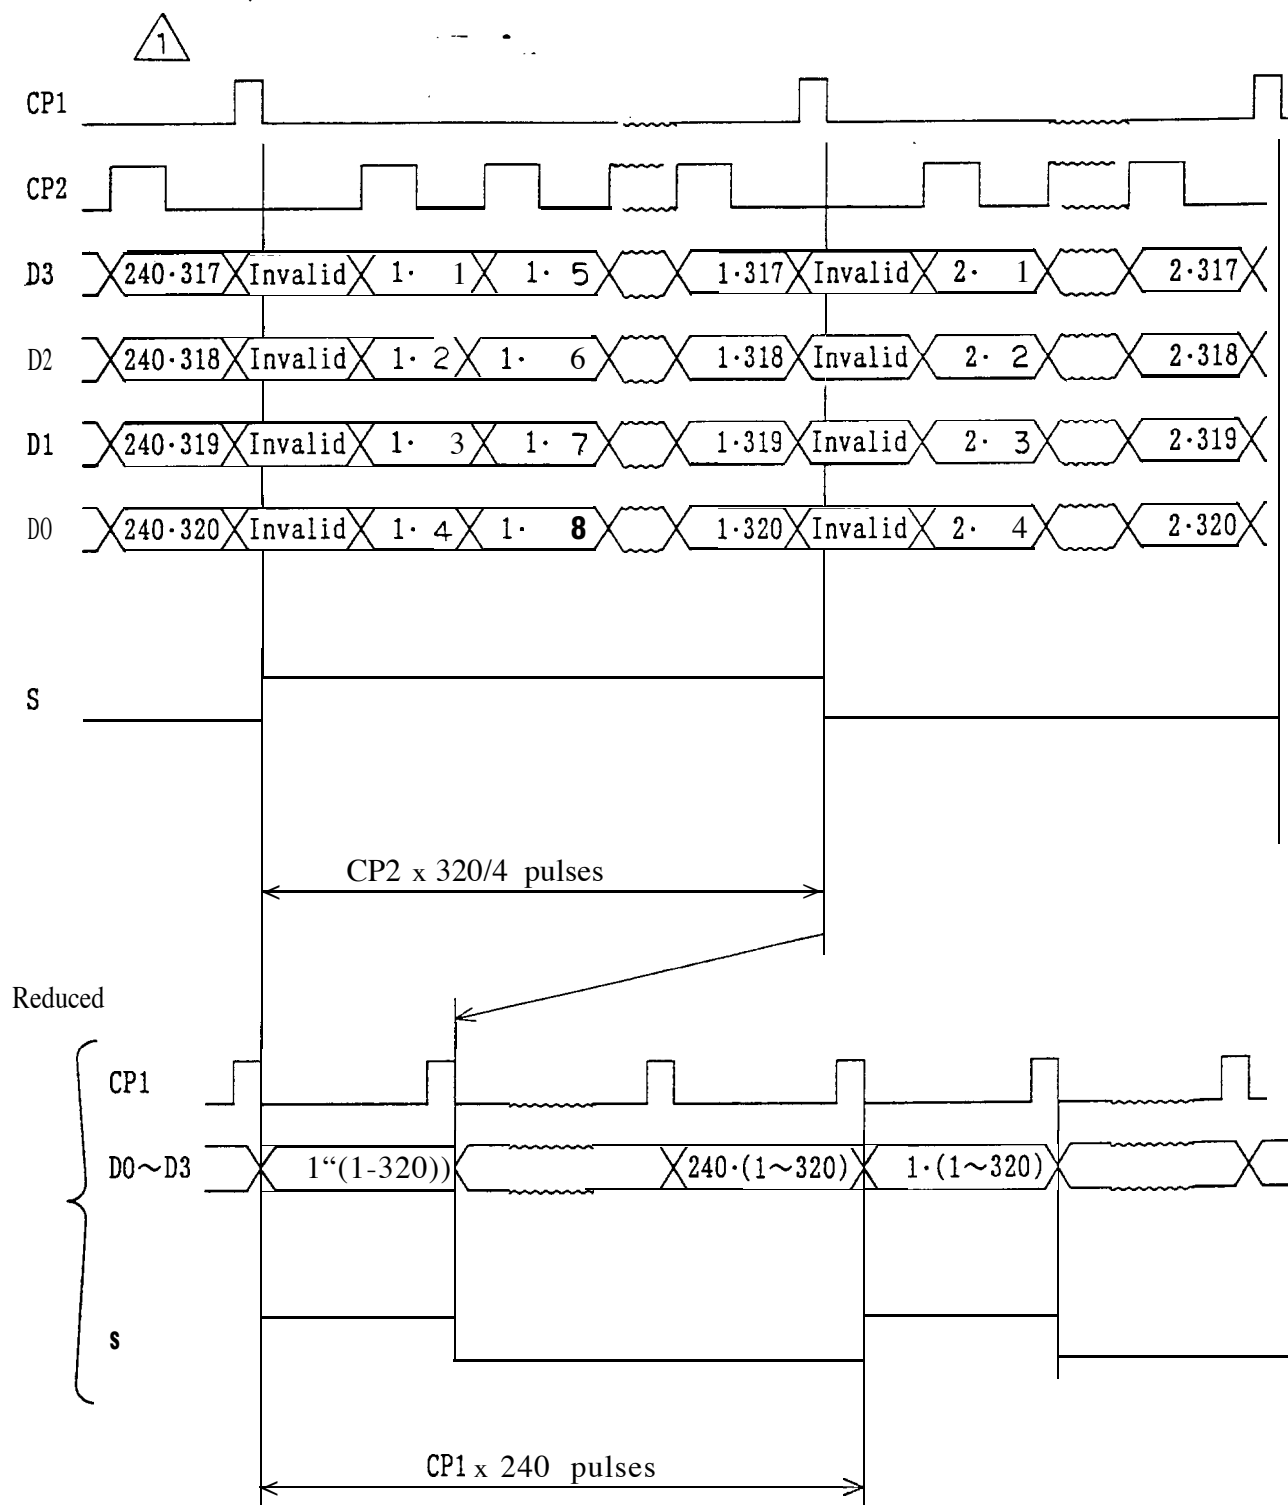 1
CP1
CP2
D3 240·317 Invalid 1· 1 1· 5 1·317 Invalid 2· 1 2·317
D2 240·318 Invalid 1· 2 1· 6 1·318 Invalid 2· 2 2·318
D1 240·319 Invalid 1· 3 1· 7 1·319 Invalid 2· 3 2·319
D0 240·320 Invalid 1· 4 1· 8 1·320 Invalid 2· 4 2·320
S
CP2 x 320/4 pulses
Reduced
CP1
D0~D3 1“(1-320)) 240·(1~320) 1·(1~320)
s
CP1 x 240 pulses